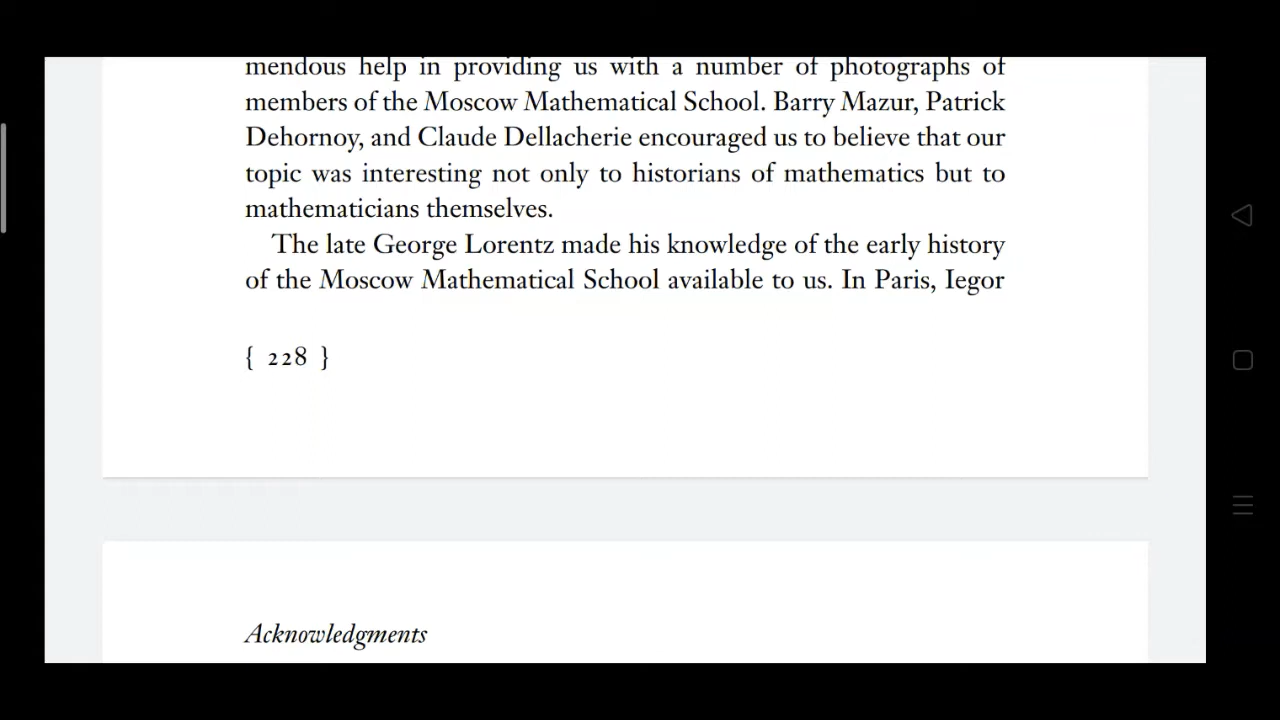 mendous help in providing us with a number of photographs of
members of the Moscow Mathematical School. Barry Mazur, Patrick
Dehornoy, and Claude Dellacherie encouraged us to believe that our
topic was interesting not only to historians of mathematics but to
mathematicians themselves.
The late George Lorentz made his knowledge of the early history
of the Moscow Mathematical School available to us. In Paris, Iegor
{ 228 }
Acknowledgments